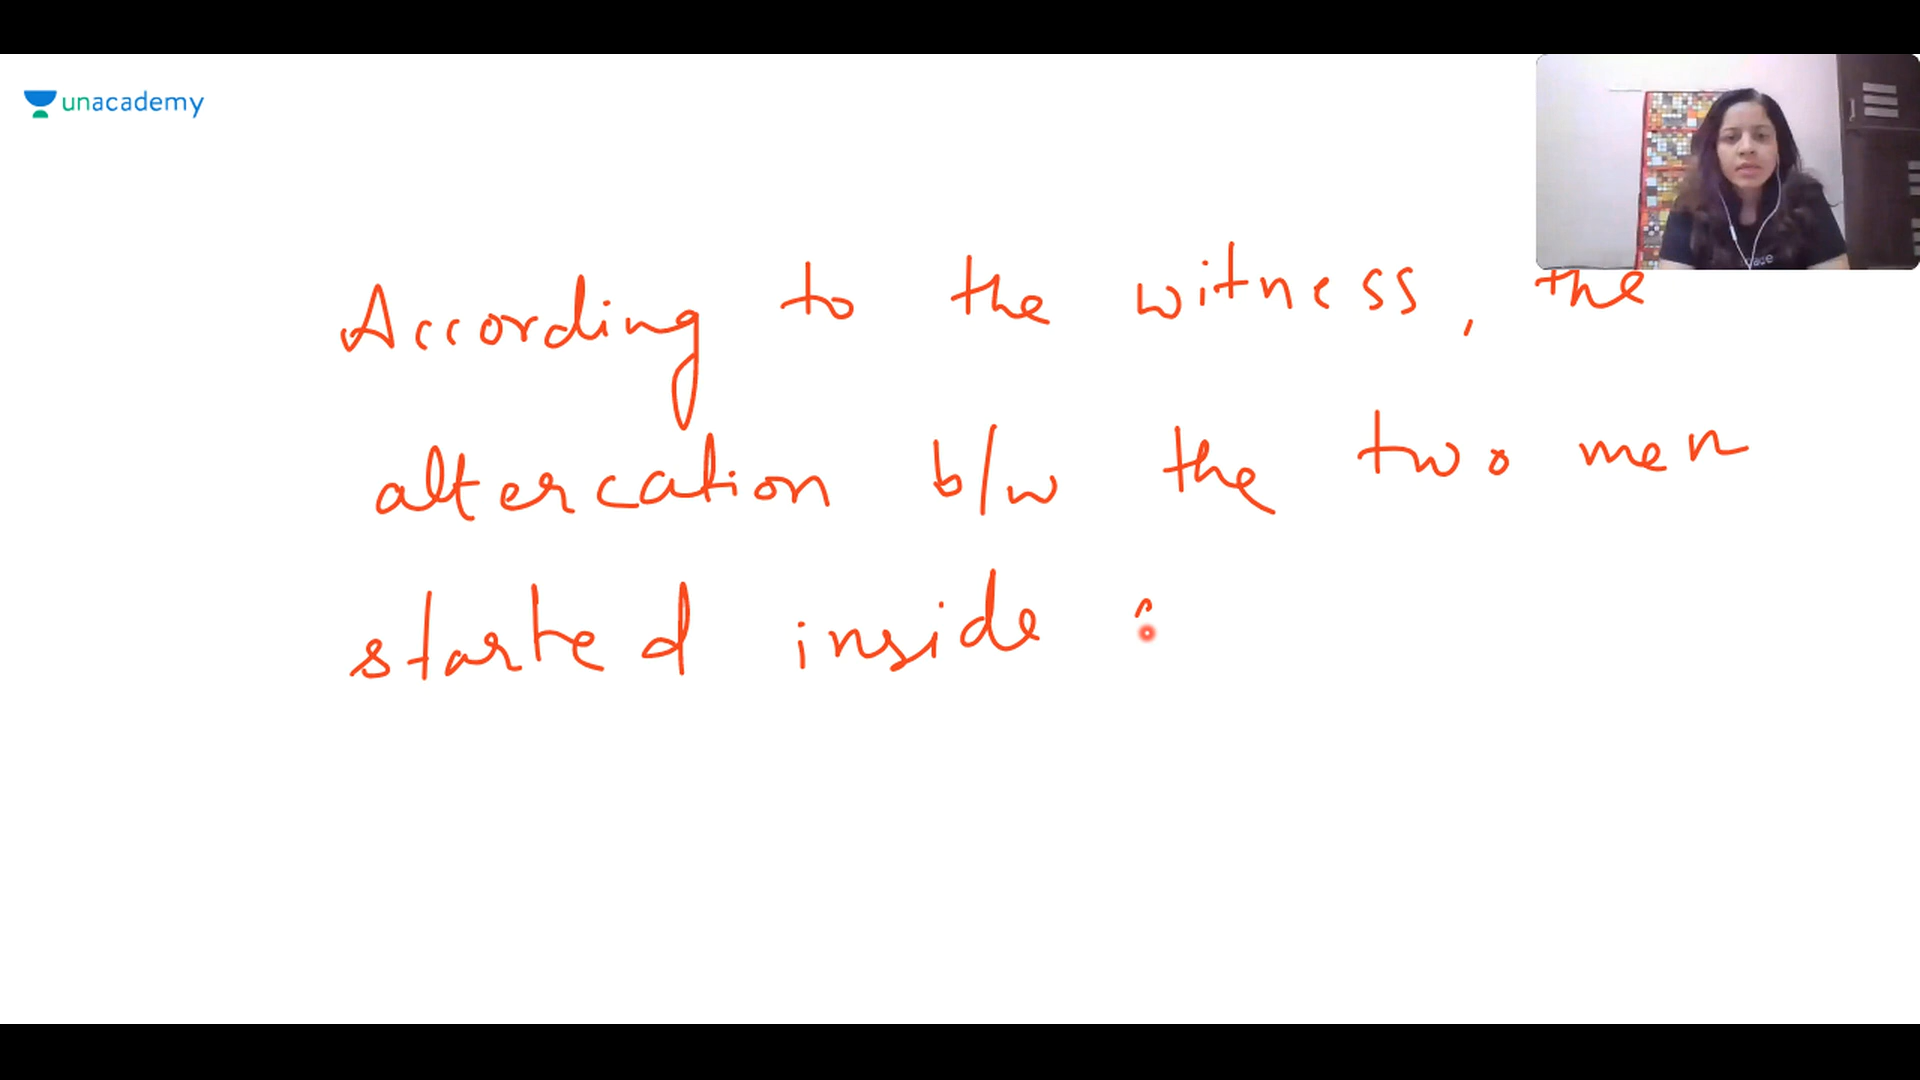 unacademy
According to the witness, the
altercation b/w the two men
started inside